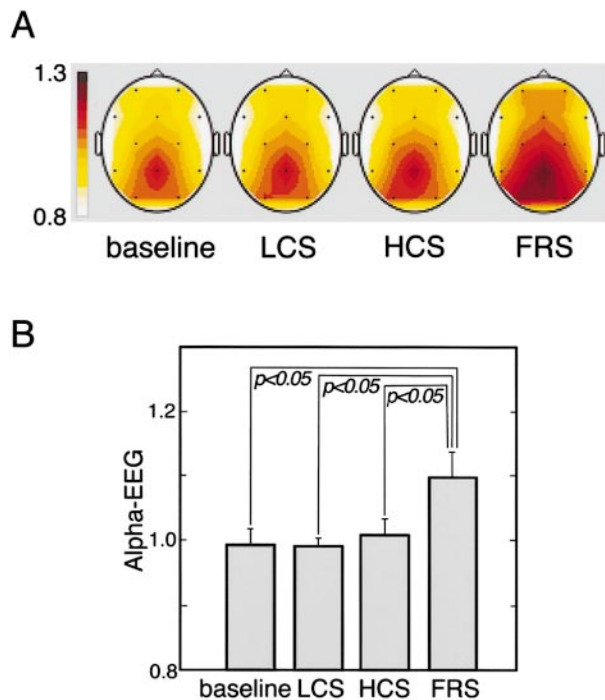 A
1.3
0.8
baseline LCS HCS FRS
B
p<0.05 p<0.05 p<0.05
1.2
Alpha-EEG
1.0
0.8
baseline LCS HCS FRS